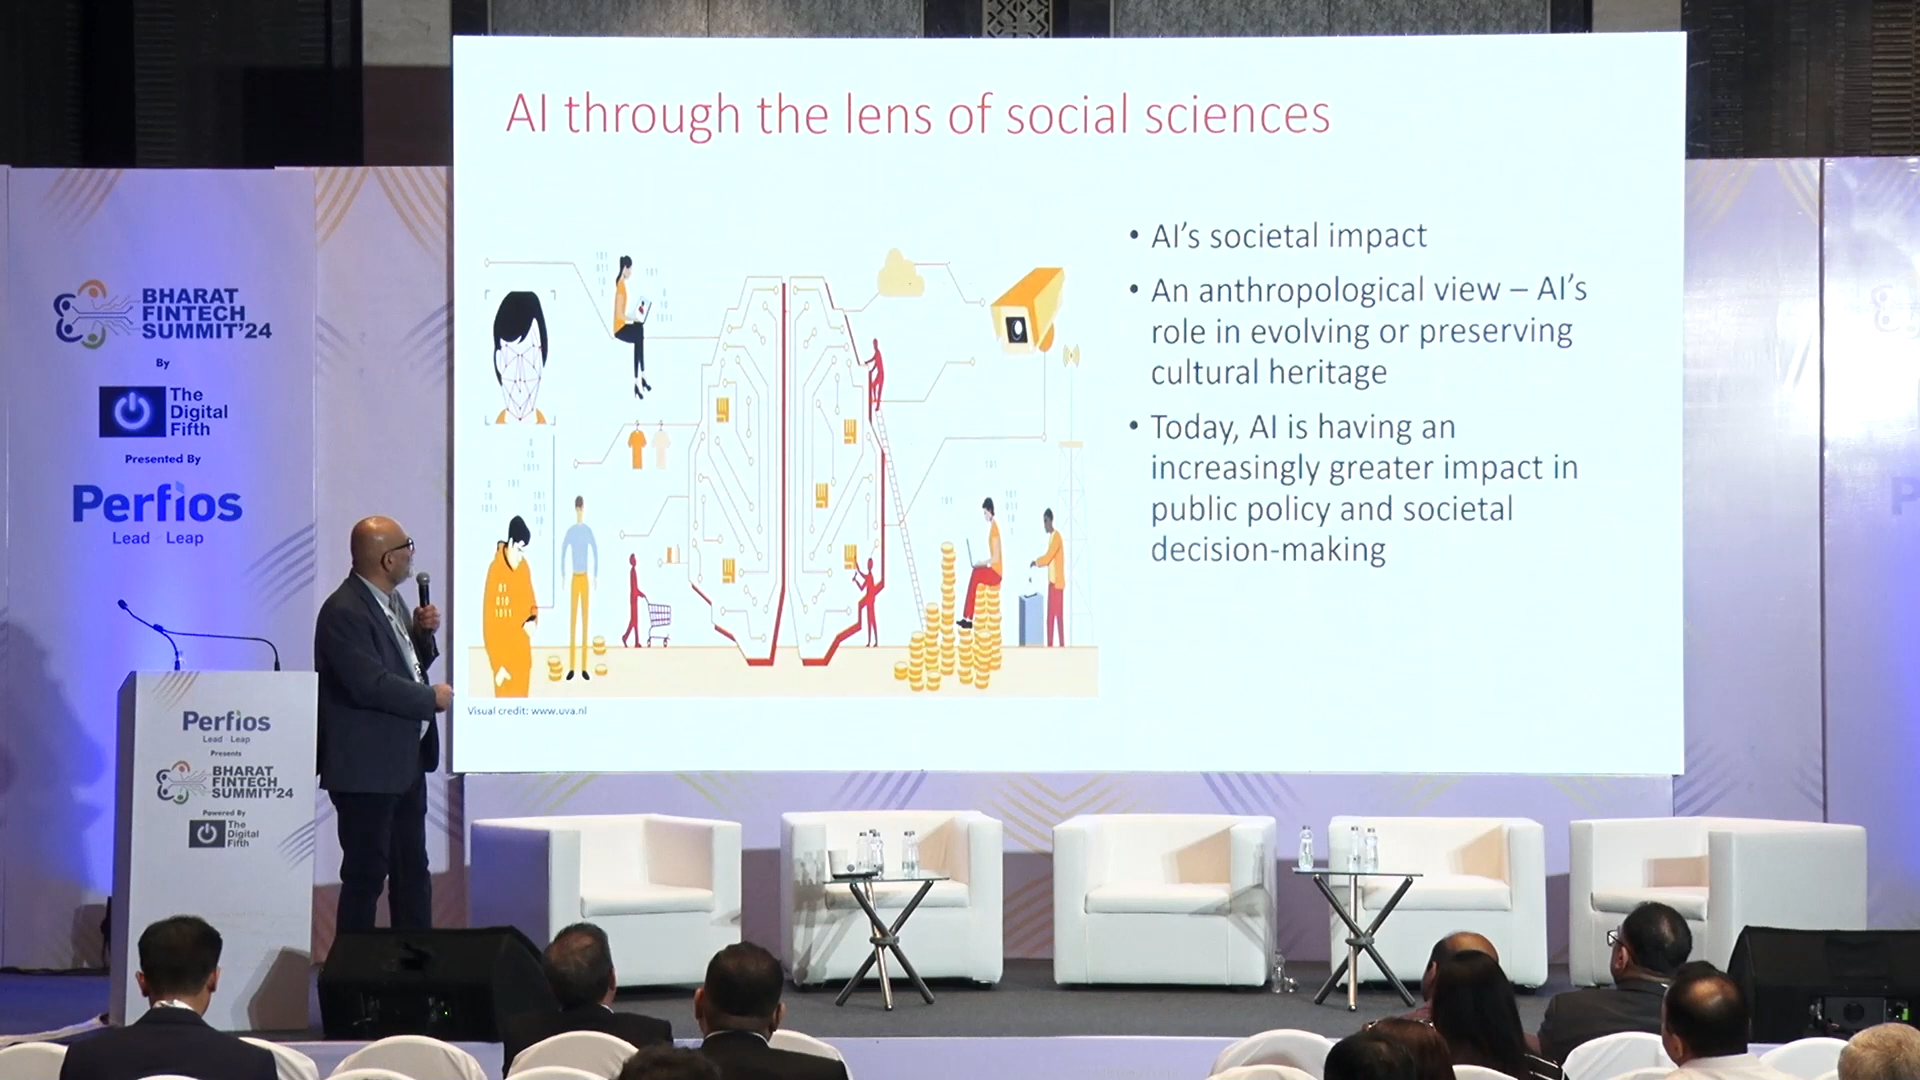 AI through the lens of social sciences
• AI's societal impact
• An anthropological view – AI's
role in evolving or preserving
cultural heritage
• Today, AI is having an
increasingly greater impact in
public policy and societal
decision-making
Visual credit: www.uva.nl
BHARAT
FINTECH
SUMMIT'24
By
The
Digital
Fifth
Presented By
Perfios
Lead Leap
Perfios
Lead Leap
Presents
BHARAT
FINTECH
SUMMIT'24
Powered By
The
Digital
Fifth